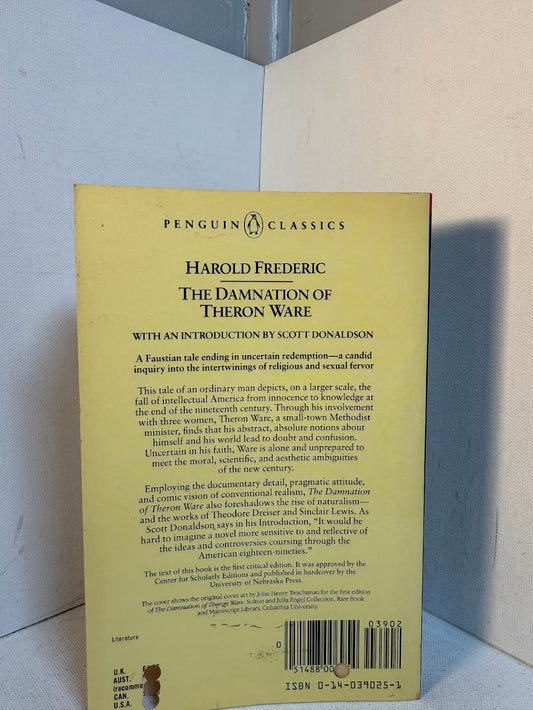 PENGUIN CLASSICS
HAROLD FREDERIC
THE DAMNATION OF
THERON WARE
WITH AN INTRODUCTION BY SCOTT DONALDSON
A Faustian tale ending in uncertain redemption—a candid
inquiry into the intertwinings of religious and sexual fervor
This tale of an ordinary man depicts, on a larger scale, the
fall of intellectual America from innocence to knowledge at
the end of the nineteenth century. Through his involvement
with three women, Theron Ware, a small-town Methodist
minister, finds that his abstract, absolute notions about
himself and his world lead to doubt and confusion.
Uncertain in his faith, Ware is alone and unprepared to
meet the moral, scientific, and aesthetic ambiguities
of the new century.
Employing the documentary detail, pragmatic attitude,
and comic vision of conventional realism, The Damnation
of Theron Ware also foreshadows the rise of naturalism—
and the works of Theodore Dreiser and Sinclair Lewis. As
Scott Donaldson says in his Introduction, "It would be
hard to imagine a novel more sensitive to and reflective of
the ideas and controversies coursing through the
American eighteen-nineties."
The text of this book is the first critical edition. It was approved by the
Center for Scholarly Editions and published in hardcover by the
University of Nebraska Press.
The cover shows the original cover art by John Henry Twachtman for the first edition
of The Damnation of Theron Ware. Solton and Julia Engel Collection, Rare Book
and Manuscript Library, Columbia University.
Literature
03902
0
51488 00
U.K.
AUST.
(recomme
CAN.
U.S.A.
ISBN 0-14-039025-1